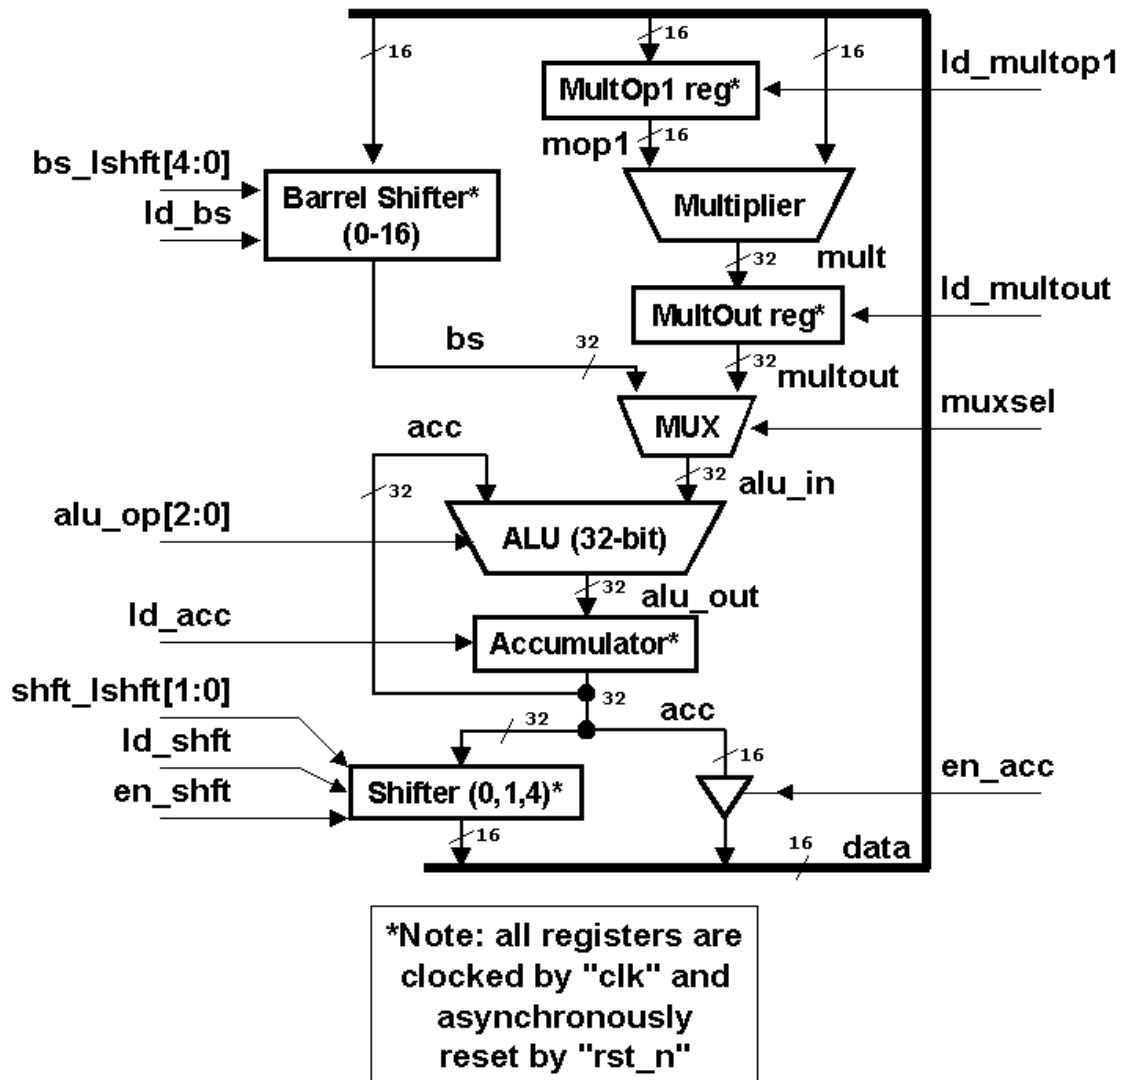 16
16
16
ld_multop1
MultOp1 reg*
mop1
16
bs_lshft[4:0]
ld_bs
Barrel Shifter*
(0-16)
Multiplier
32
mult
ld_multout
MultOut reg*
bs
32
32
multout
muxsel
MUX
acc
32
32
alu_in
alu_op[2:0]
ALU (32-bit)
32
alu_out
ld_acc
Accumulator*
shft_lshft[1:0]
32
acc
32
ld_shft
16
en_acc
en_shft
Shifter (0,1,4)*
16
16
data
*Note: all registers are
clocked by "clk" and
asynchronously
reset by "rst_n"